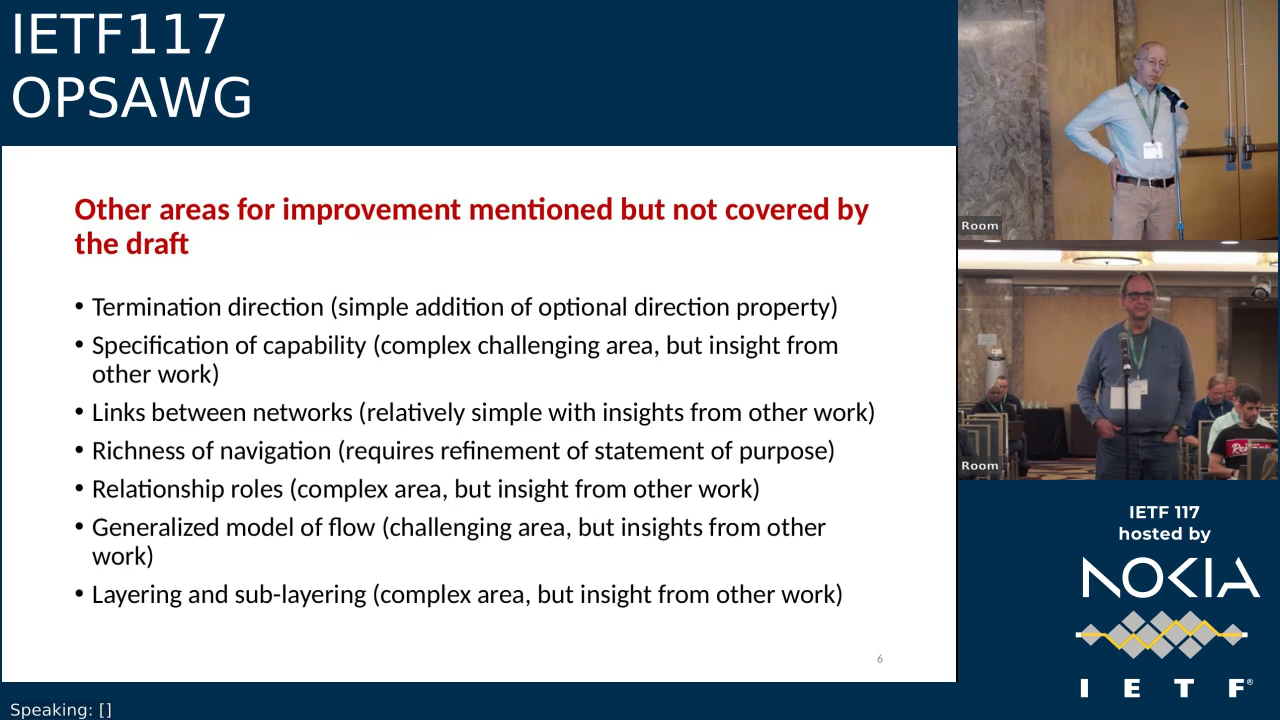 IETF117
OPSAWG
Other areas for improvement mentioned but not covered by
the draft
• Termination direction (simple addition of optional direction property)
• Specification of capability (complex challenging area, but insight from
other work)
• Links between networks (relatively simple with insights from other work)
• Richness of navigation (requires refinement of statement of purpose)
• Relationship roles (complex area, but insight from other work)
• Generalized model of flow (challenging area, but insights from other
work)
• Layering and sub-layering (complex area, but insight from other work)
6
Speaking: []
Room
Room
IETF 117
hosted by
NOKIA
I E T F®